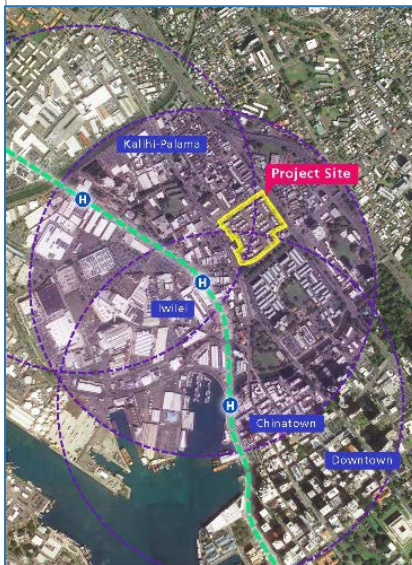 Kalihi-Palama
Project Site
H
H
Iwilei
H
Chinatown
Downtown